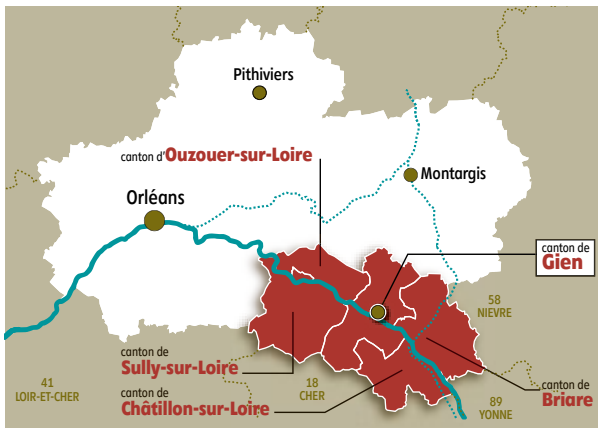 Pithiviers
canton d'Ouzouer-sur-Loire
Montargis
Orléans
canton de
Gien
58
NIEVRE
canton de
Sully-sur-Loire
41
LOIR-ET-CHER
18
CHER
canton de
Châtillon-sur-Loire
canton de
Briare
89
YONNE